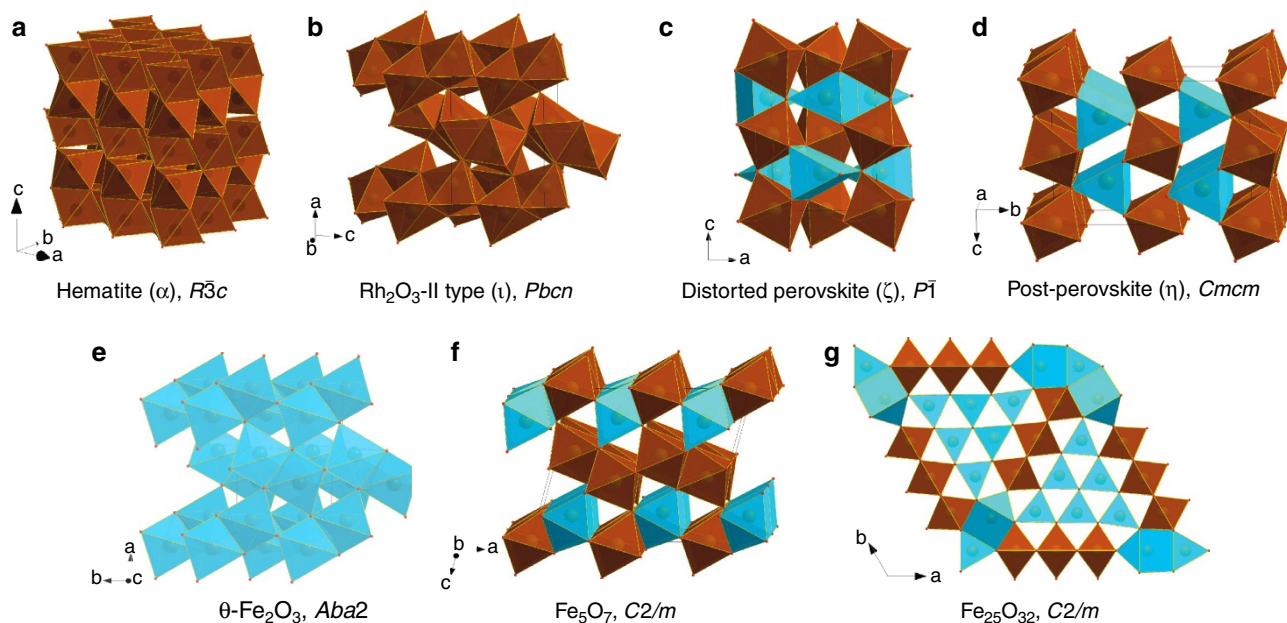 a
b
c
d
c
b
a
a
b
c
c
a
a
b
c
Hematite (α), R3̅c
Rh₂O₃-II type (ι), Pbcn
Distorted perovskite (ζ), P1̅
Post-perovskite (η), Cmcm
e
f
g
a
b
c
b
a
c
b
a
θ-Fe₂O₃, Aba2
Fe₅O₇, C2/m
Fe₂₅O₃₂, C2/m